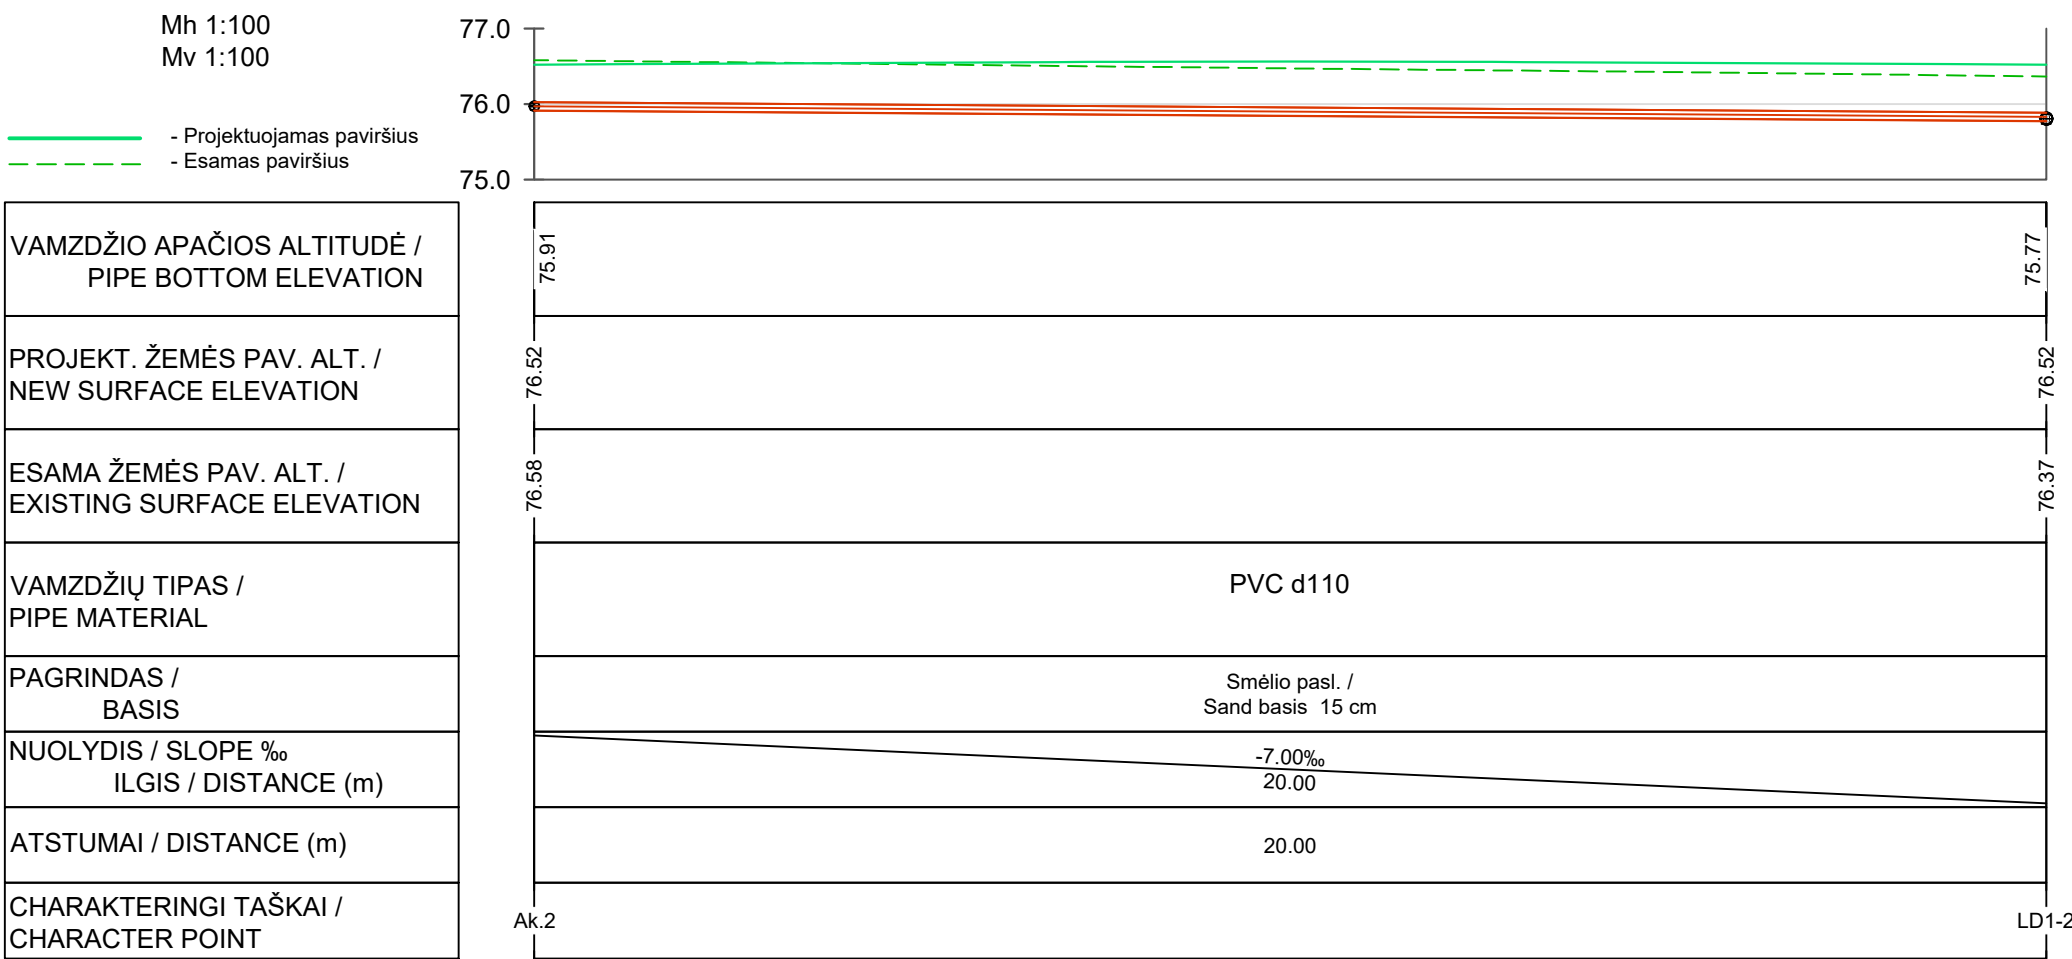 Mh 1:100
Mv 1:100
77.0
76.0
75.0
- Projektuojamas paviršius
- Esamas paviršius
VAMZDŽIO APAČIOS ALTITUDĖ /
PIPE BOTTOM ELEVATION
75.91
75.77
PROJEKT. ŽEMĖS PAV. ALT. /
NEW SURFACE ELEVATION
76.52
76.52
ESAMA ŽEMĖS PAV. ALT. /
EXISTING SURFACE ELEVATION
76.58
76.37
VAMZDŽIŲ TIPAS /
PIPE MATERIAL
PVC d110
PAGRINDAS /
BASIS
Smėlio pasl. /
Sand basis 15 cm
NUOLYDIS / SLOPE ‰
ILGIS / DISTANCE (m)
-7.00‰
20.00
ATSTUMAI / DISTANCE (m)
20.00
CHARAKTERINGI TAŠKAI /
CHARACTER POINT
Ak.2
LD1-2